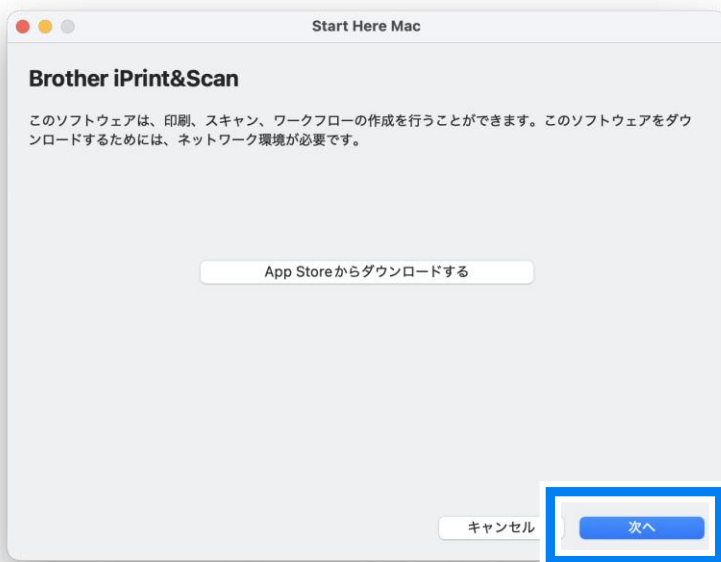 Start Here Mac
Brother iPrint&Scan
このソフトウェアは、印刷、スキャン、ワークフローの作成を行うことができます。このソフトウェアをダウ
ンロードするためには、ネットワーク環境が必要です。
App Storeからダウンロードする
キャンセル
次へ